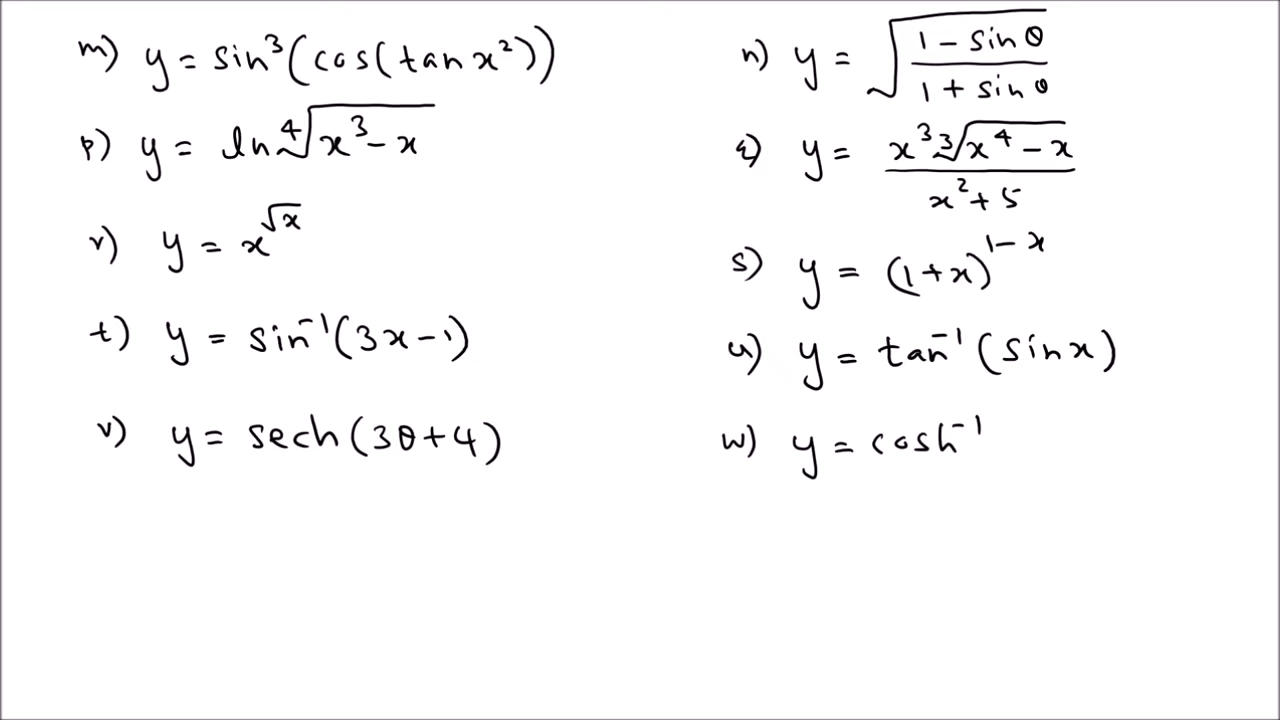 m) y = sin³(cos(tan x²))
n) y = √((1 - sin θ)/(1 + sin θ))
p) y = ln ⁴√(x³ - x)
q) y = (x³ ³√(x⁴ - x))/(x² + 5)
r) y = x^√x
s) y = (1+x)^(1-x)
t) y = sin⁻¹(3x-1)
u) y = tan⁻¹(sin x)
v) y = sech(3θ+4)
w) y = cosh⁻¹